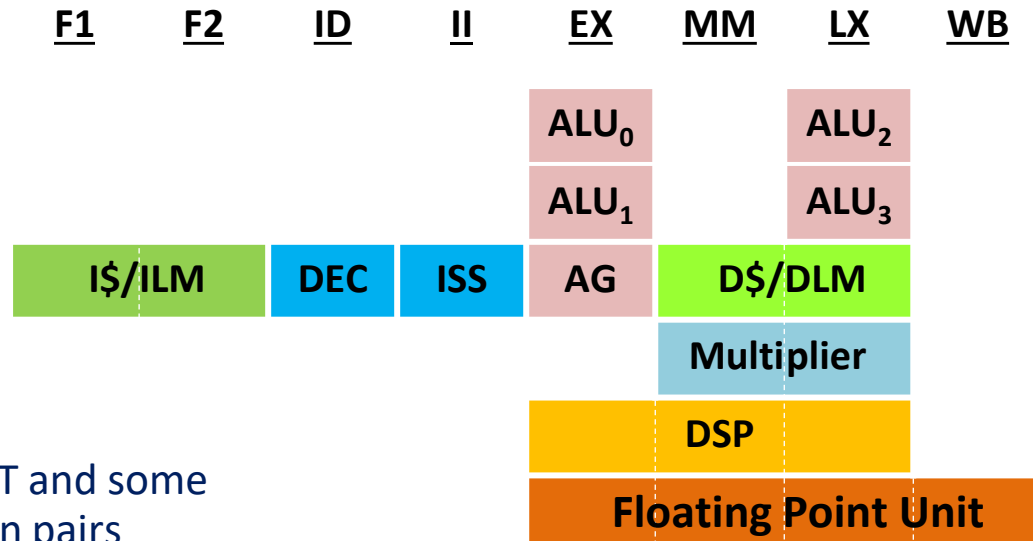 F1 F2 ID II EX MM LX WB
ALU0 ALU2
ALU1 ALU3
I$/ILM DEC ISS AG D$/DLM
Multiplier
DSP
T and some
Floating Point Unit
n pairs